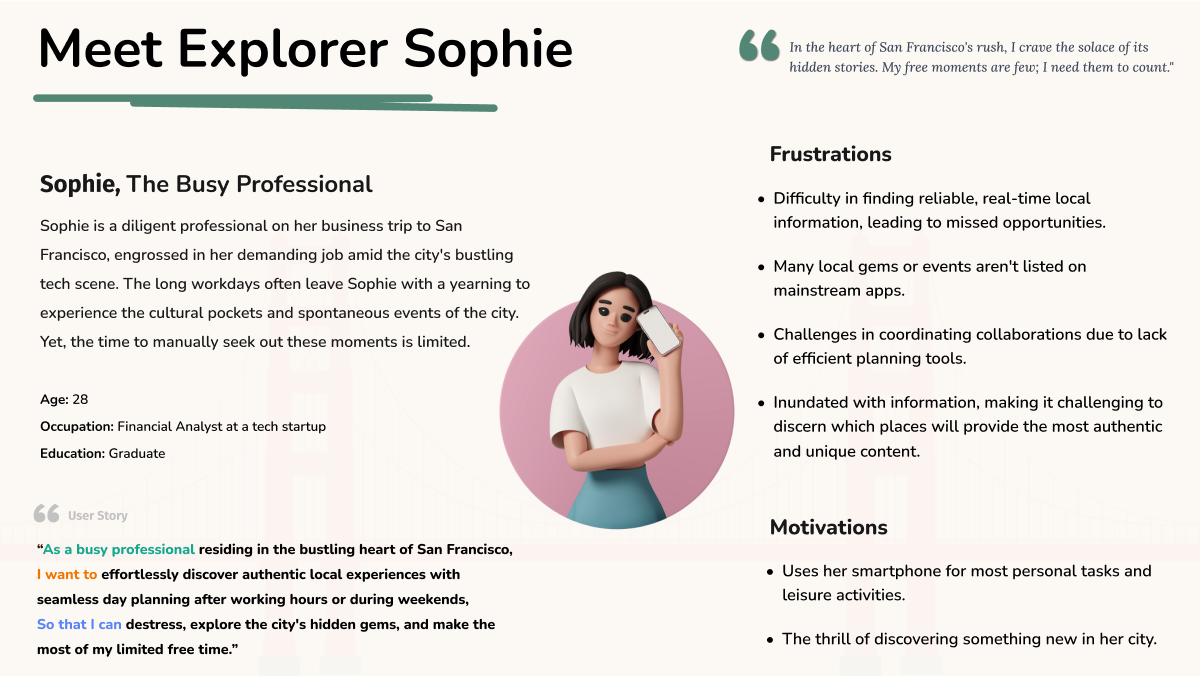 Meet Explorer Sophie
In the heart of San Francisco's rush, I crave the solace of its
hidden stories. My free moments are few; I need them to count."
Sophie, The Busy Professional
Sophie is a diligent professional on her business trip to San
Francisco, engrossed in her demanding job amid the city's bustling
tech scene. The long workdays often leave Sophie with a yearning to
experience the cultural pockets and spontaneous events of the city.
Yet, the time to manually seek out these moments is limited.
Age: 28
Occupation: Financial Analyst at a tech startup
Education: Graduate
User Story
“As a busy professional residing in the bustling heart of San Francisco,
I want to effortlessly discover authentic local experiences with
seamless day planning after working hours or during weekends,
So that I can destress, explore the city's hidden gems, and make the
most of my limited free time.”
Frustrations
• Difficulty in finding reliable, real-time local
information, leading to missed opportunities.
• Many local gems or events aren't listed on
mainstream apps.
• Challenges in coordinating collaborations due to lack
of efficient planning tools.
• Inundated with information, making it challenging to
discern which places will provide the most authentic
and unique content.
Motivations
• Uses her smartphone for most personal tasks and
leisure activities.
• The thrill of discovering something new in her city.